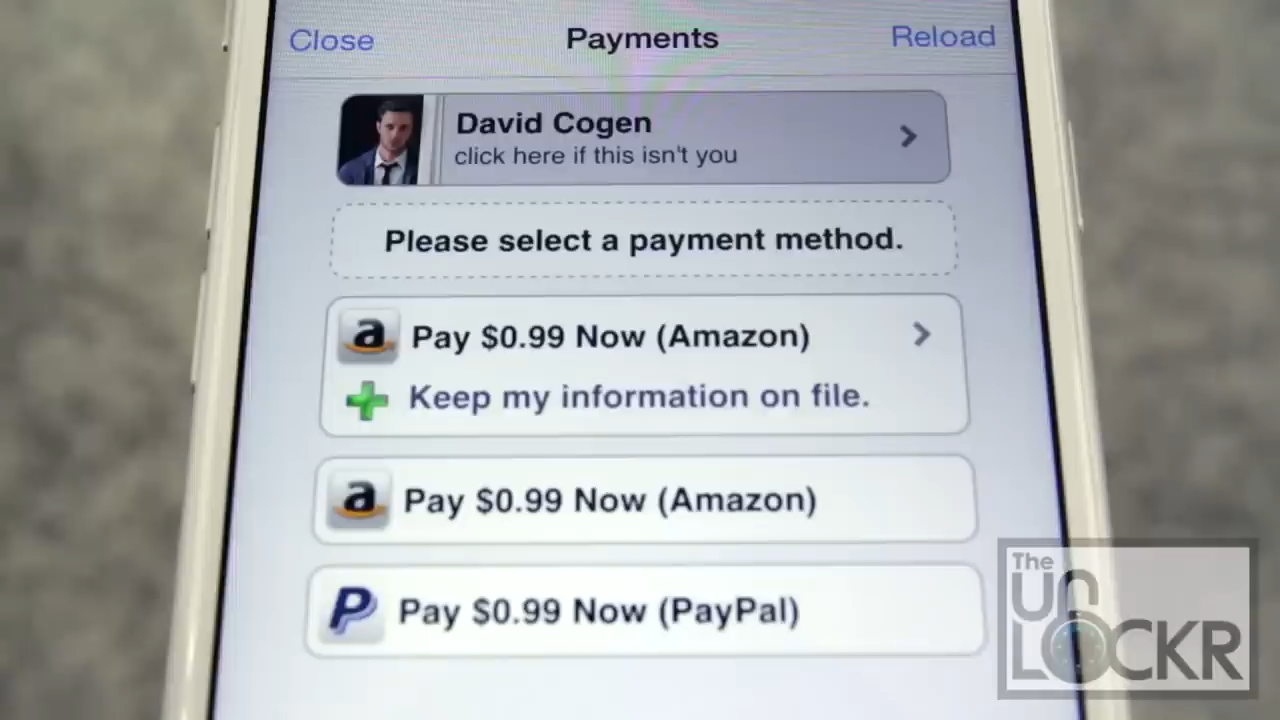 Close Payments Reload
David Cogen
click here if this isn't you
Please select a payment method.
a Pay $0.99 Now (Amazon)
Keep my information on file.
a Pay $0.99 Now (Amazon)
P Pay $0.99 Now (PayPal)
The
UN
LOCKR